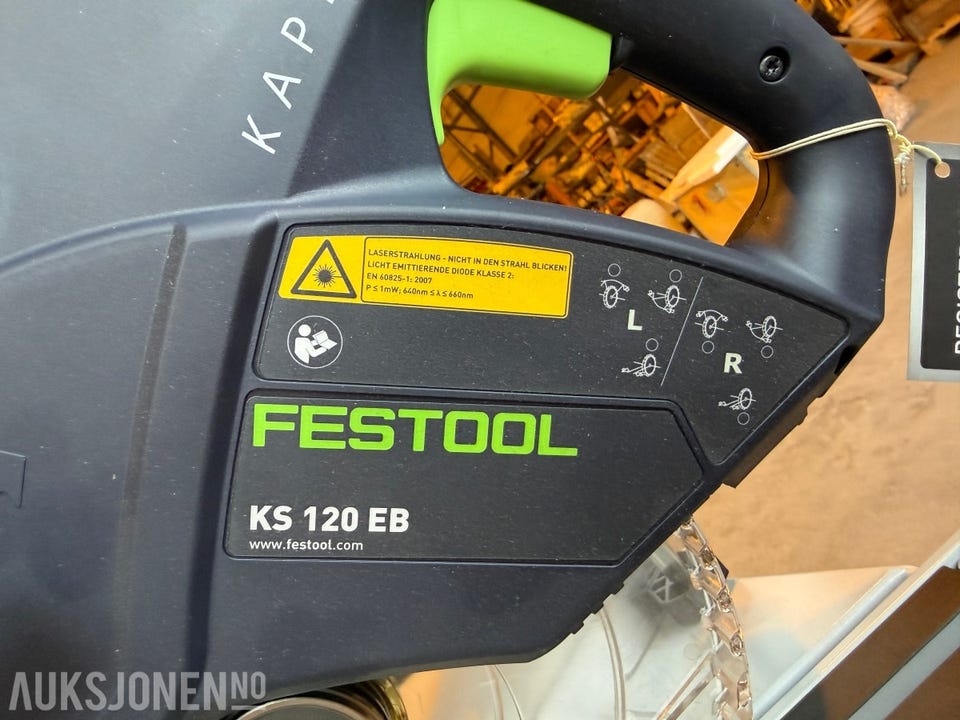 KAP
LASERSTRAHLUNG - NICHT IN DEN STRAHL BLICKEN!
LICHT EMITTIERENDE DIODE KLASSE 2:
EN 60825-1: 2007
P ≤ 1mW; 640nm ≤ λ ≤ 660nm
L
R
FESTOOL
KS 120 EB
www.festool.com
AUKSJONEN.NO